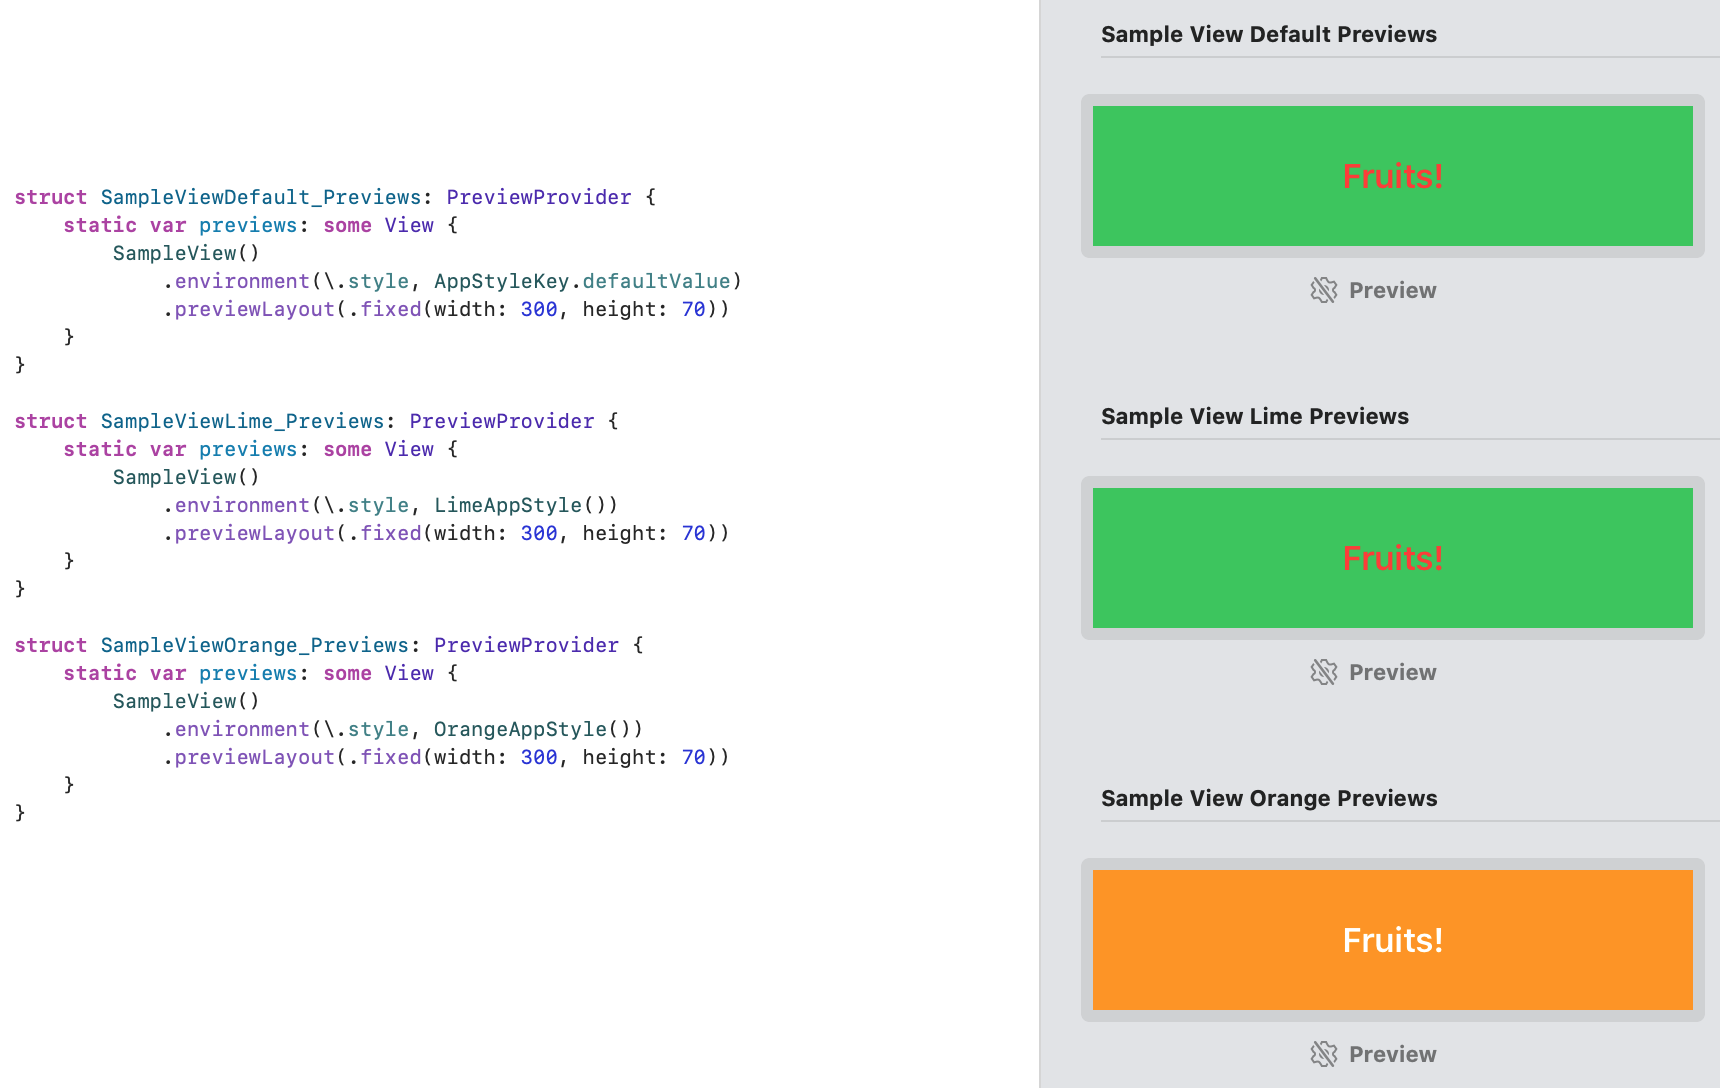 struct SampleViewDefault_Previews: PreviewProvider {
    static var previews: some View {
        SampleView()
            .environment(\.style, AppStyleKey.defaultValue)
            .previewLayout(.fixed(width: 300, height: 70))
    }
}
struct SampleViewLime_Previews: PreviewProvider {
    static var previews: some View {
        SampleView()
            .environment(\.style, LimeAppStyle())
            .previewLayout(.fixed(width: 300, height: 70))
    }
}
struct SampleViewOrange_Previews: PreviewProvider {
    static var previews: some View {
        SampleView()
            .environment(\.style, OrangeAppStyle())
            .previewLayout(.fixed(width: 300, height: 70))
    }
}
Sample View Default Previews
Fruits!
Preview
Sample View Lime Previews
Fruits!
Preview
Sample View Orange Previews
Fruits!
Preview